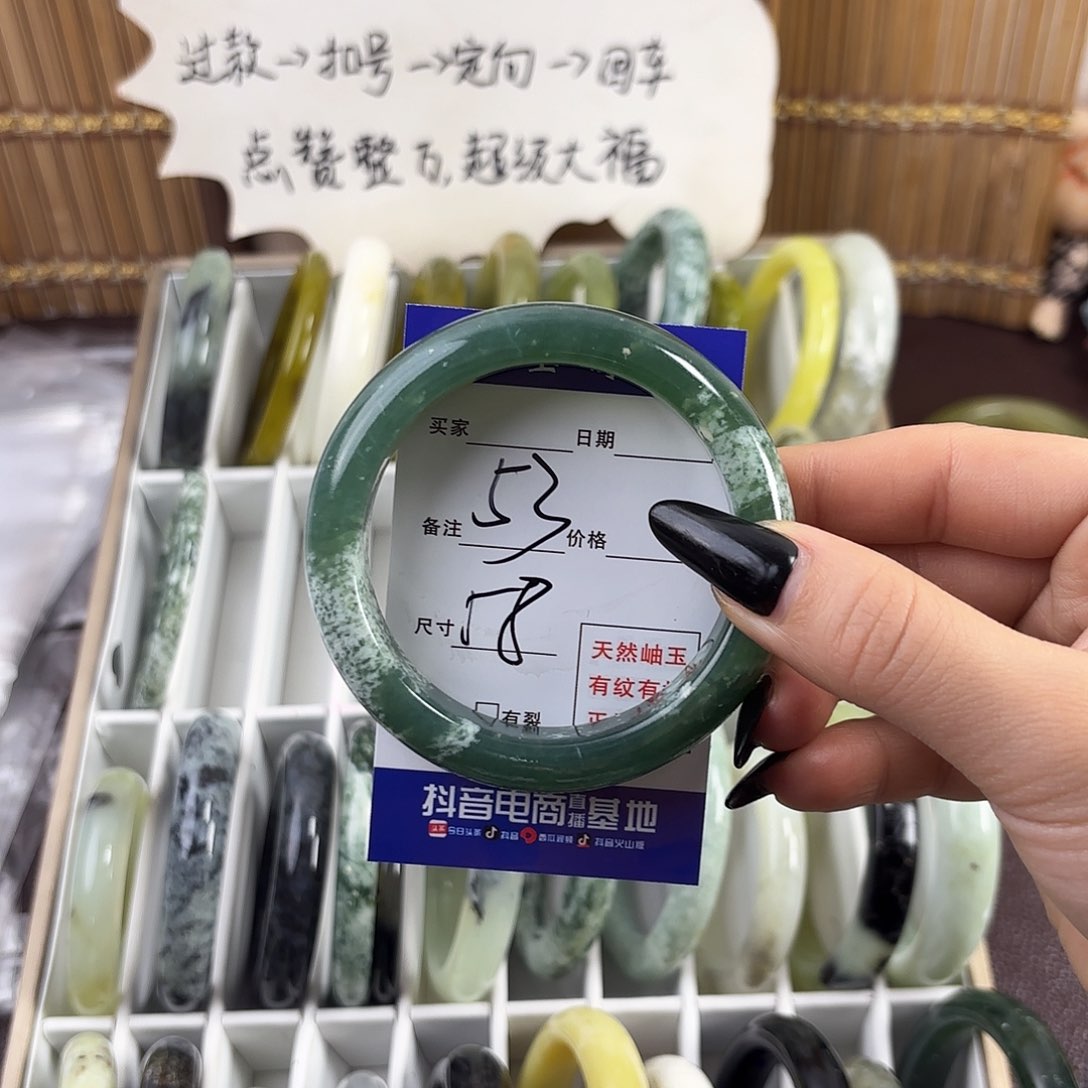 过款→扣号→定向→回车
点赞整百,超级大福
买家 日期
53
备注 价格
58
尺寸
天然岫玉
有纹有
有裂
正
抖音电商直播基地
今日头条 抖音 西瓜视频 抖音火山版